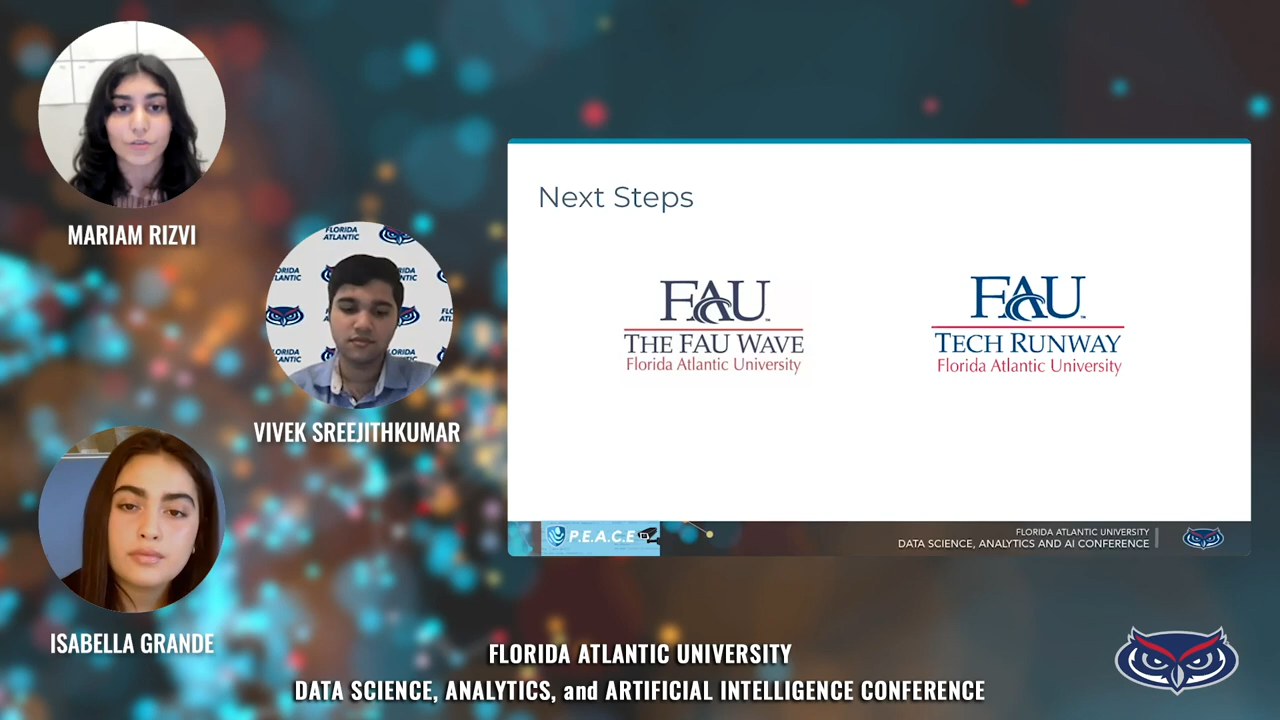 MARIAM RIZVI
FLORIDA
ATLANTIC
VIVEK SREEJITHKUMAR
ISABELLA GRANDE
Next Steps
FAU
THE FAU WAVE
Florida Atlantic University
FAU
TECH RUNWAY
Florida Atlantic University
P.E.A.C.E
FLORIDA ATLANTIC UNIVERSITY
DATA SCIENCE, ANALYTICS AND AI CONFERENCE
FLORIDA ATLANTIC UNIVERSITY
DATA SCIENCE, ANALYTICS, and ARTIFICIAL INTELLIGENCE CONFERENCE